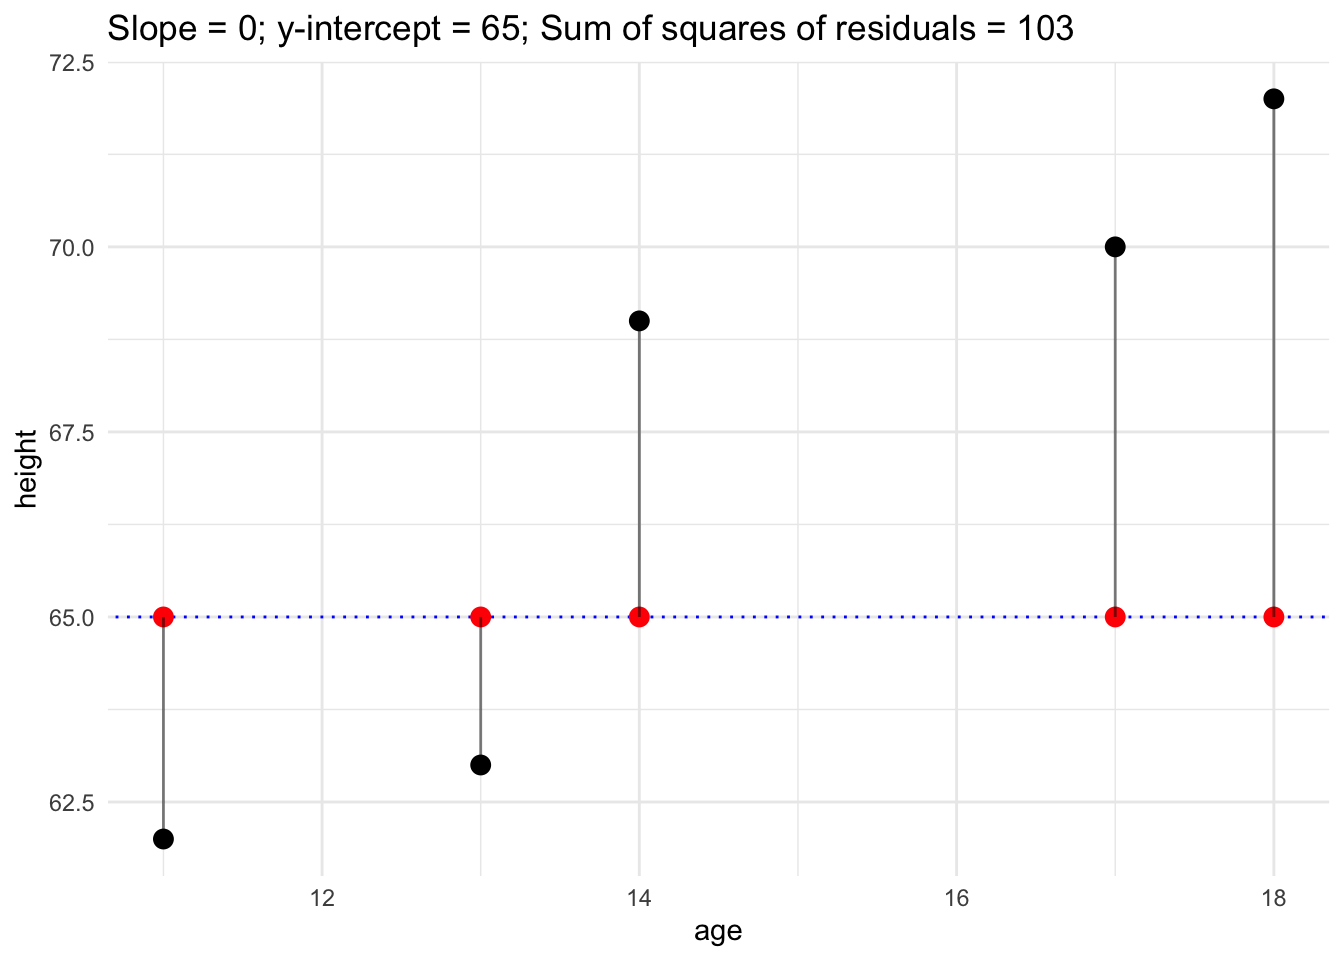 Slope = 0; y-intercept = 65; Sum of squares of residuals = 103
72.5
70.0
67.5
65.0
62.5
height
12 14 16 18
age